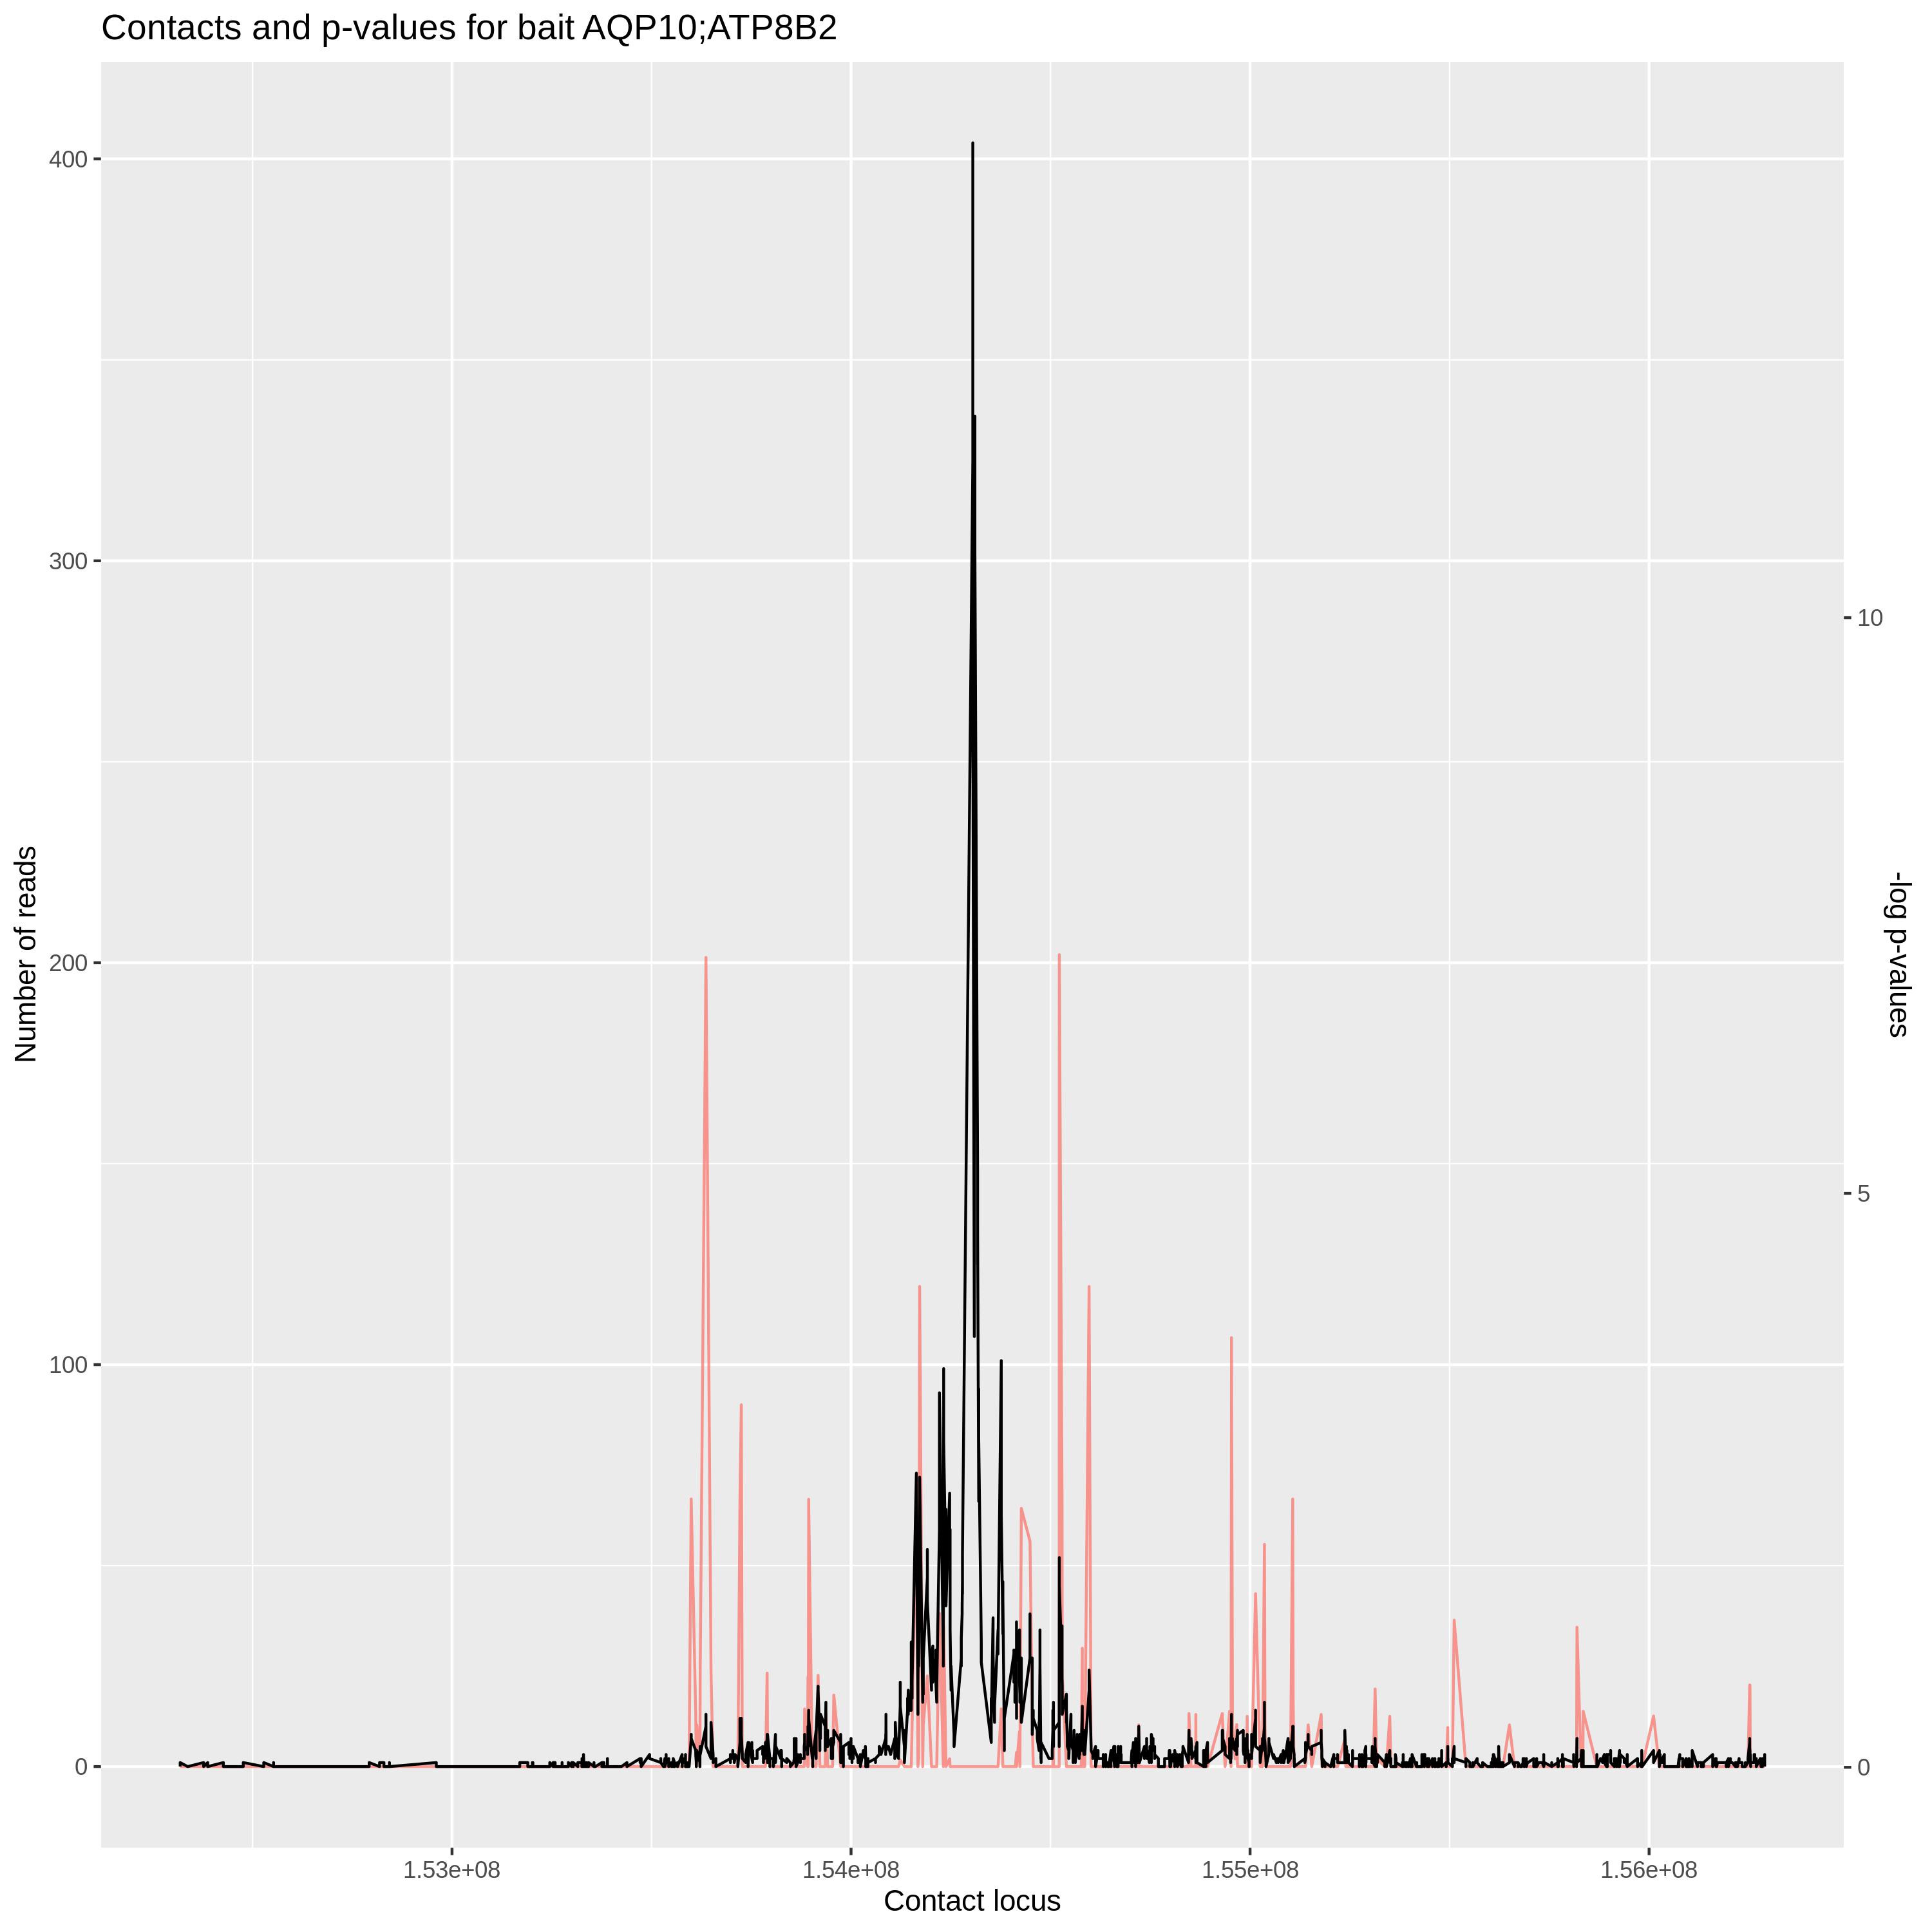 Contacts and p-values for bait AQP10;ATP8B2
400
300
200
100
0
Number of reads
10
5
0
-log p-values
1.53e+08 1.54e+08 1.55e+08 1.56e+08
Contact locus